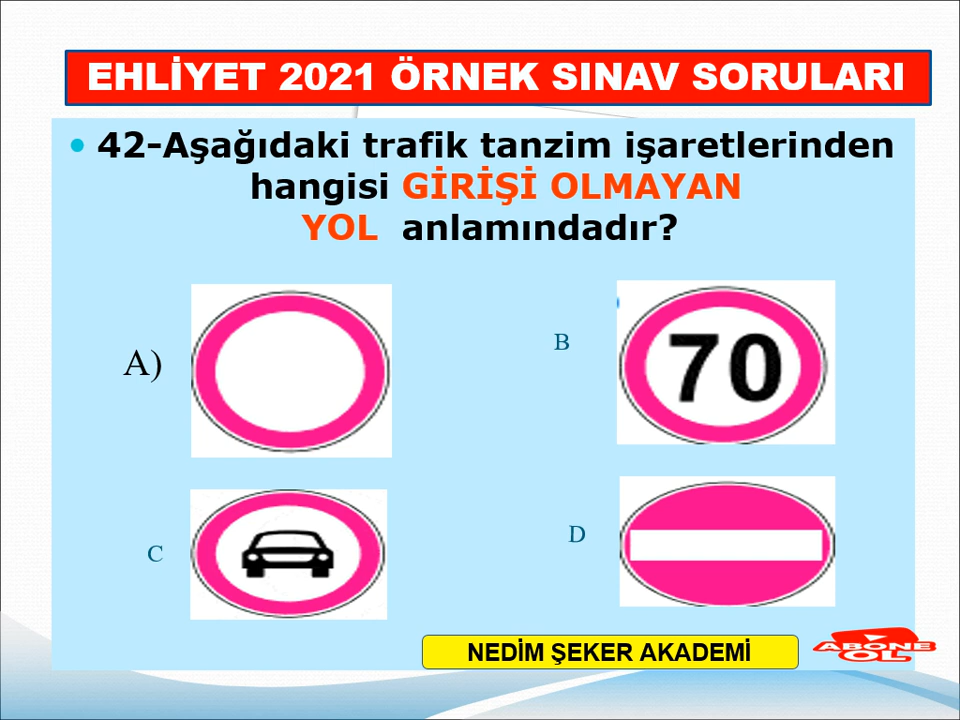 EHLİYET 2021 ÖRNEK SINAV SORULARI
• 42-Aşağıdaki trafik tanzim işaretlerinden
hangisi GİRİŞİ OLMAYAN
YOL anlamındadır?
A)
B
70
C
D
NEDİM ŞEKER AKADEMİ
ABONE
OL